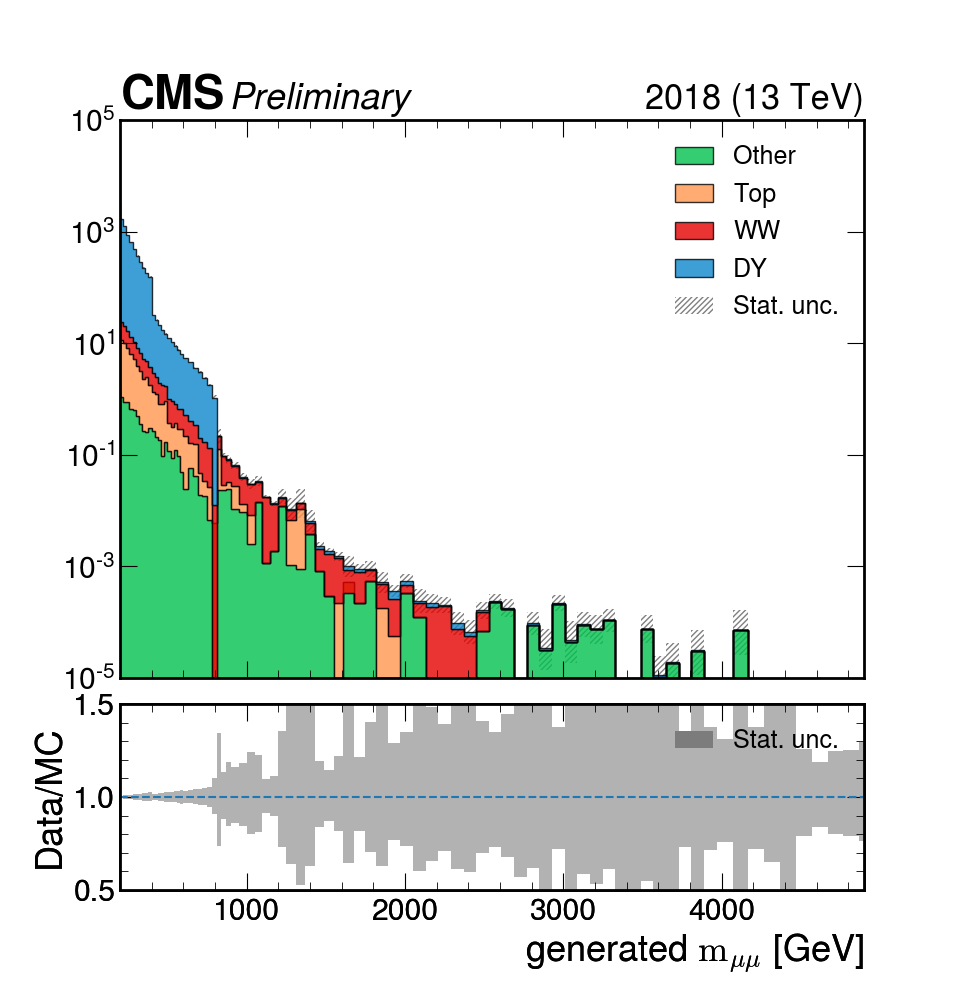 CMS Preliminary 2018 (13 TeV)
10^5
10^3
10^1
10^-1
10^-3
10^-5
Other
Top
WW
DY
Stat. unc.
1.5
1.0
0.5
Data/MC
Stat. unc.
1000 2000 3000 4000
generated m_μμ [GeV]